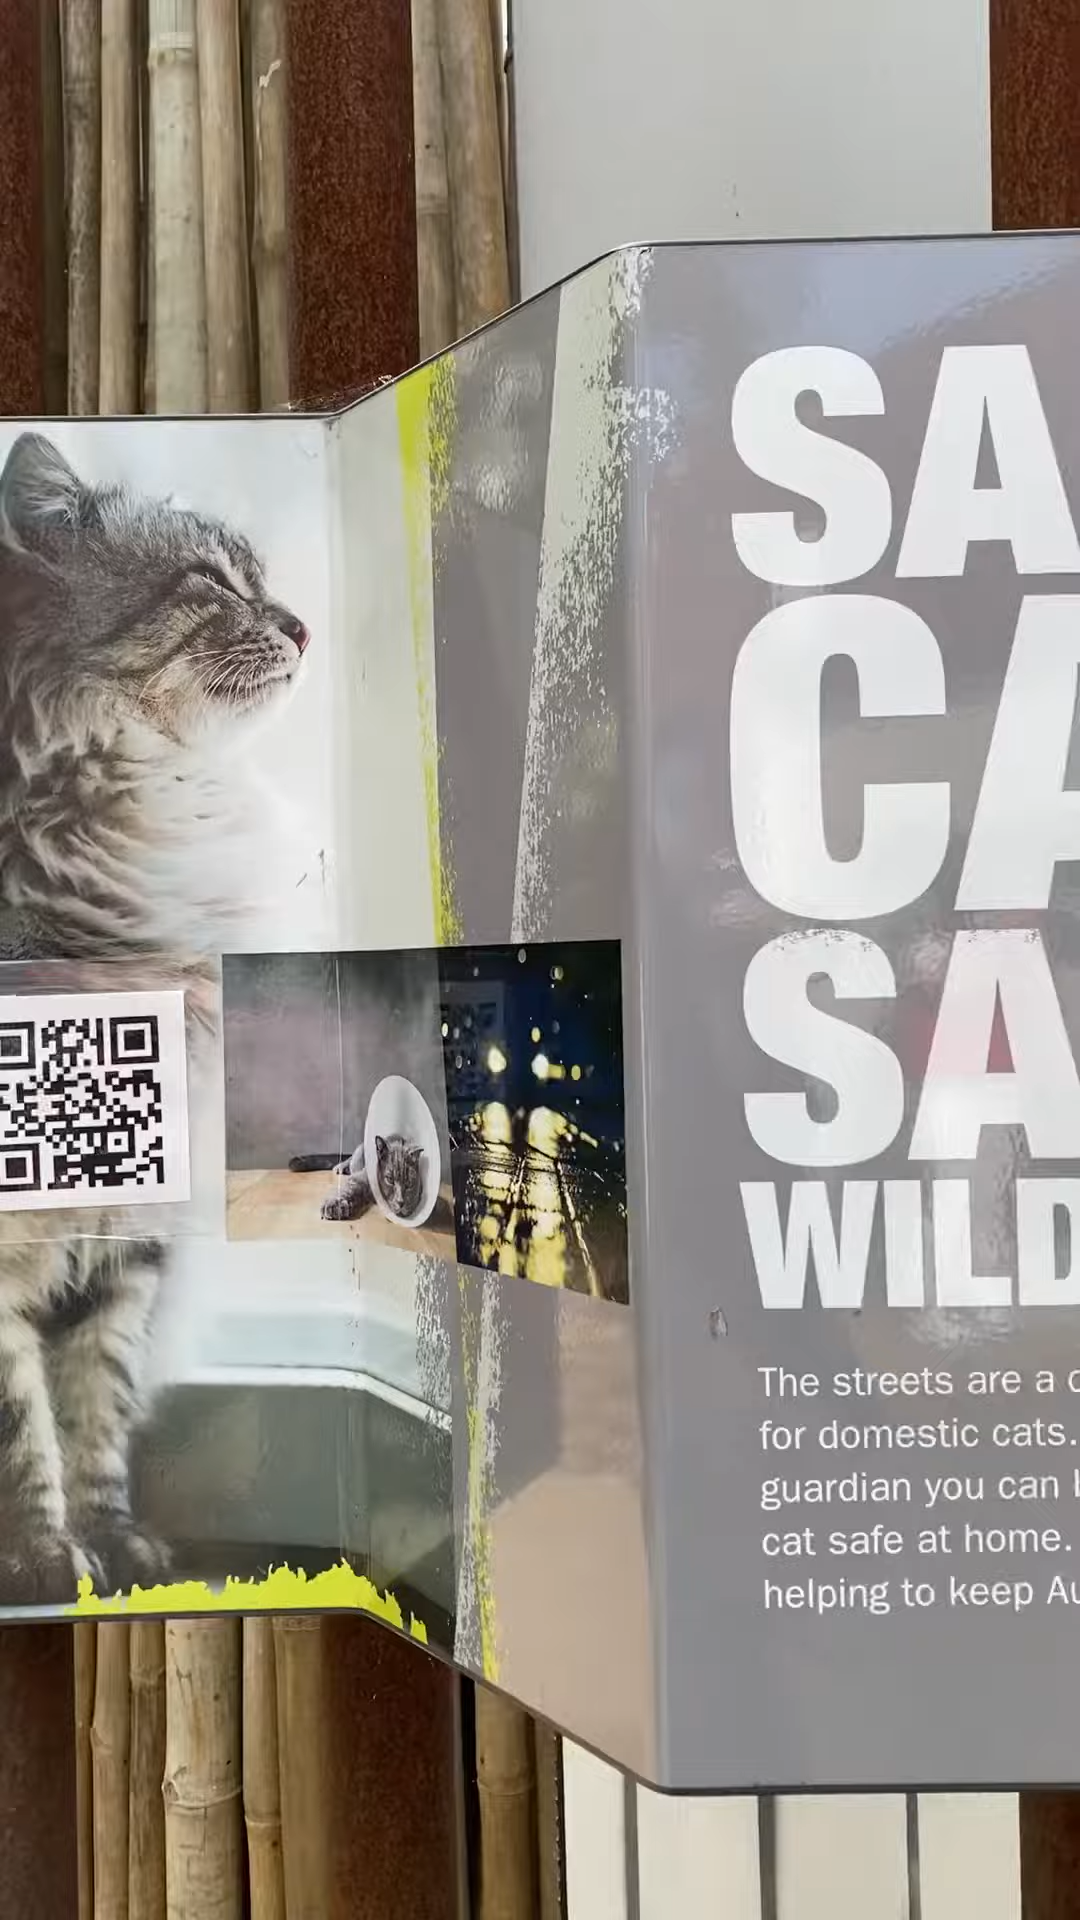 SA
CA
SA
WILD
The streets are a
for domestic cats.
guardian you can
cat safe at home.
helping to keep Au